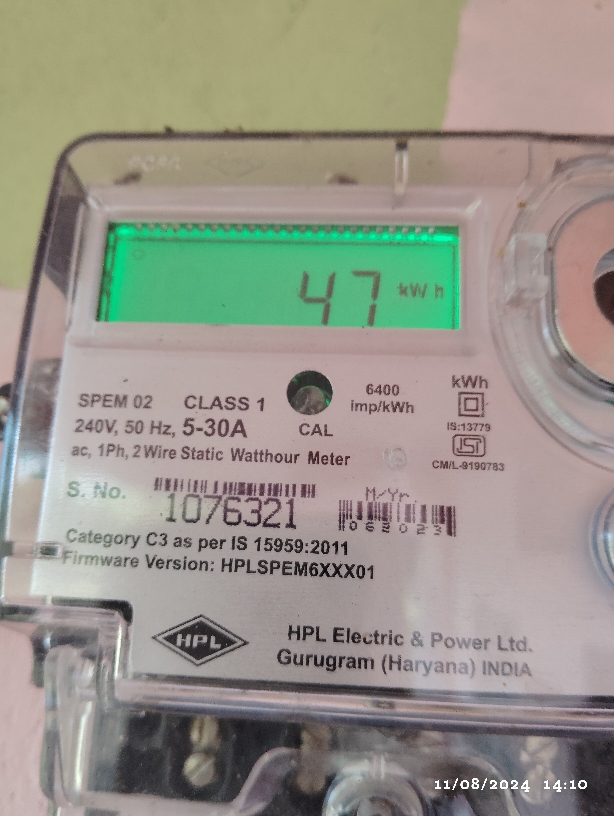 47 kWh
SPEM 02 CLASS 1
6400
imp/kWh
kWh
240V, 50 Hz, 5-30A
CAL
IS:13779
ac, 1Ph, 2 Wire Static Watthour Meter
CM/L-9190783
S. No. 1076321
M/Yr
062023
Category C3 as per IS 15959:2011
Firmware Version: HPLSPEM6XXX01
HPL
HPL Electric & Power Ltd.
Gurugram (Haryana) INDIA
11/08/2024 14:10